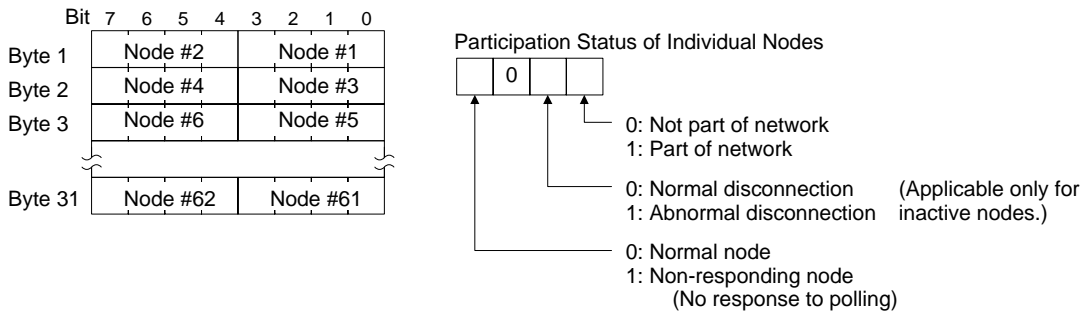 Bit 7 6 5 4 3 2 1 0
Byte 1 Node #2 Node #1
Byte 2 Node #4 Node #3
Byte 3 Node #6 Node #5
Byte 31 Node #62 Node #61
Participation Status of Individual Nodes
0
0: Not part of network
1: Part of network
0: Normal disconnection (Applicable only for
1: Abnormal disconnection inactive nodes.)
0: Normal node
1: Non-responding node
(No response to polling)